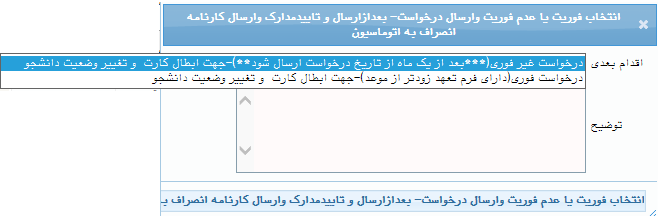 انتخاب فوریت یا عدم فوریت وارسال درخواست- بعدازارسال و تاییدمدارک وارسال کارنامه
انصراف به اتوماسیون
اقدام بعدی
درخواست غیر فوری(***بعد از یک ماه از تاریخ درخواست ارسال شود**)-جهت ابطال کارت و تغییر وضعیت دانشجو
درخواست فوری(دارای فرم تعهد زودتر از موعد)-جهت ابطال کارت و تغییر وضعیت دانشجو
توضیح
انتخاب فوریت یا عدم فوریت وارسال درخواست- بعدازارسال و تاییدمدارک وارسال کارنامه انصراف ب